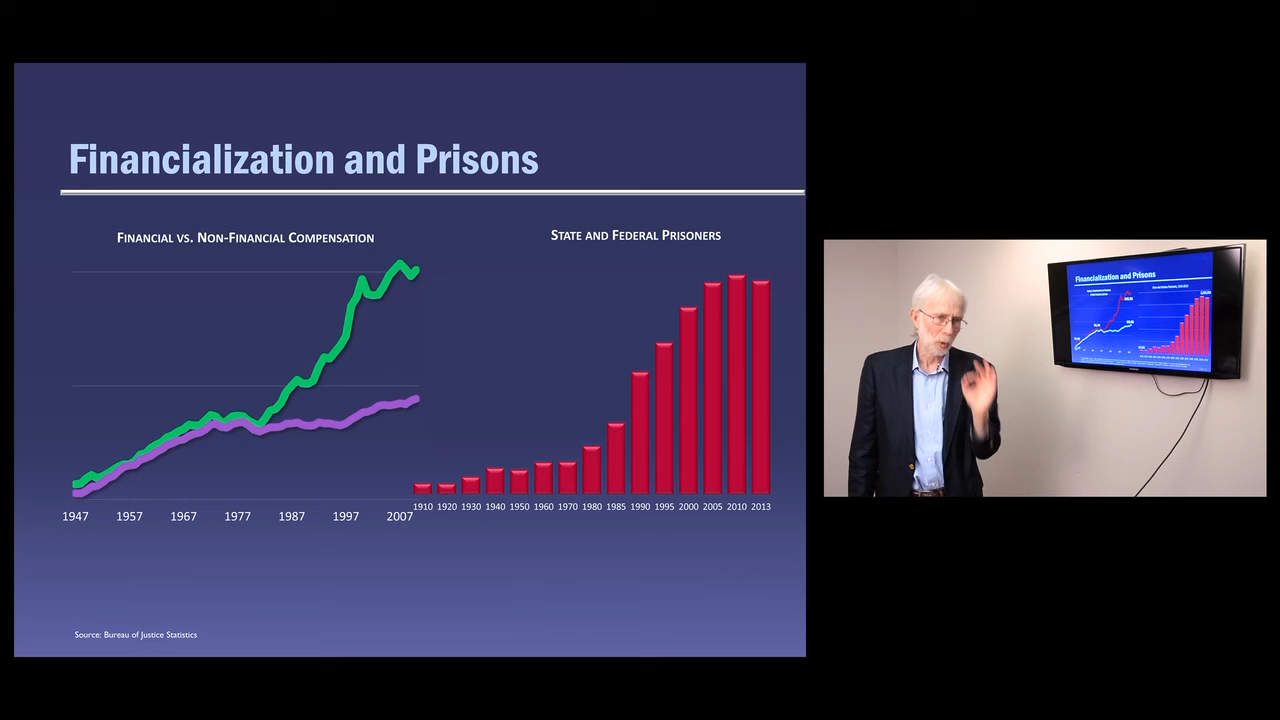 Financialization and Prisons
FINANCIAL VS. NON-FINANCIAL COMPENSATION
STATE AND FEDERAL PRISONERS
1947 1957 1967 1977 1987 1997 2007
1910 1920 1930 1940 1950 1960 1970 1980 1985 1990 1995 2000 2005 2010 2013
Source: Bureau of Justice Statistics
Financialization and Prisons